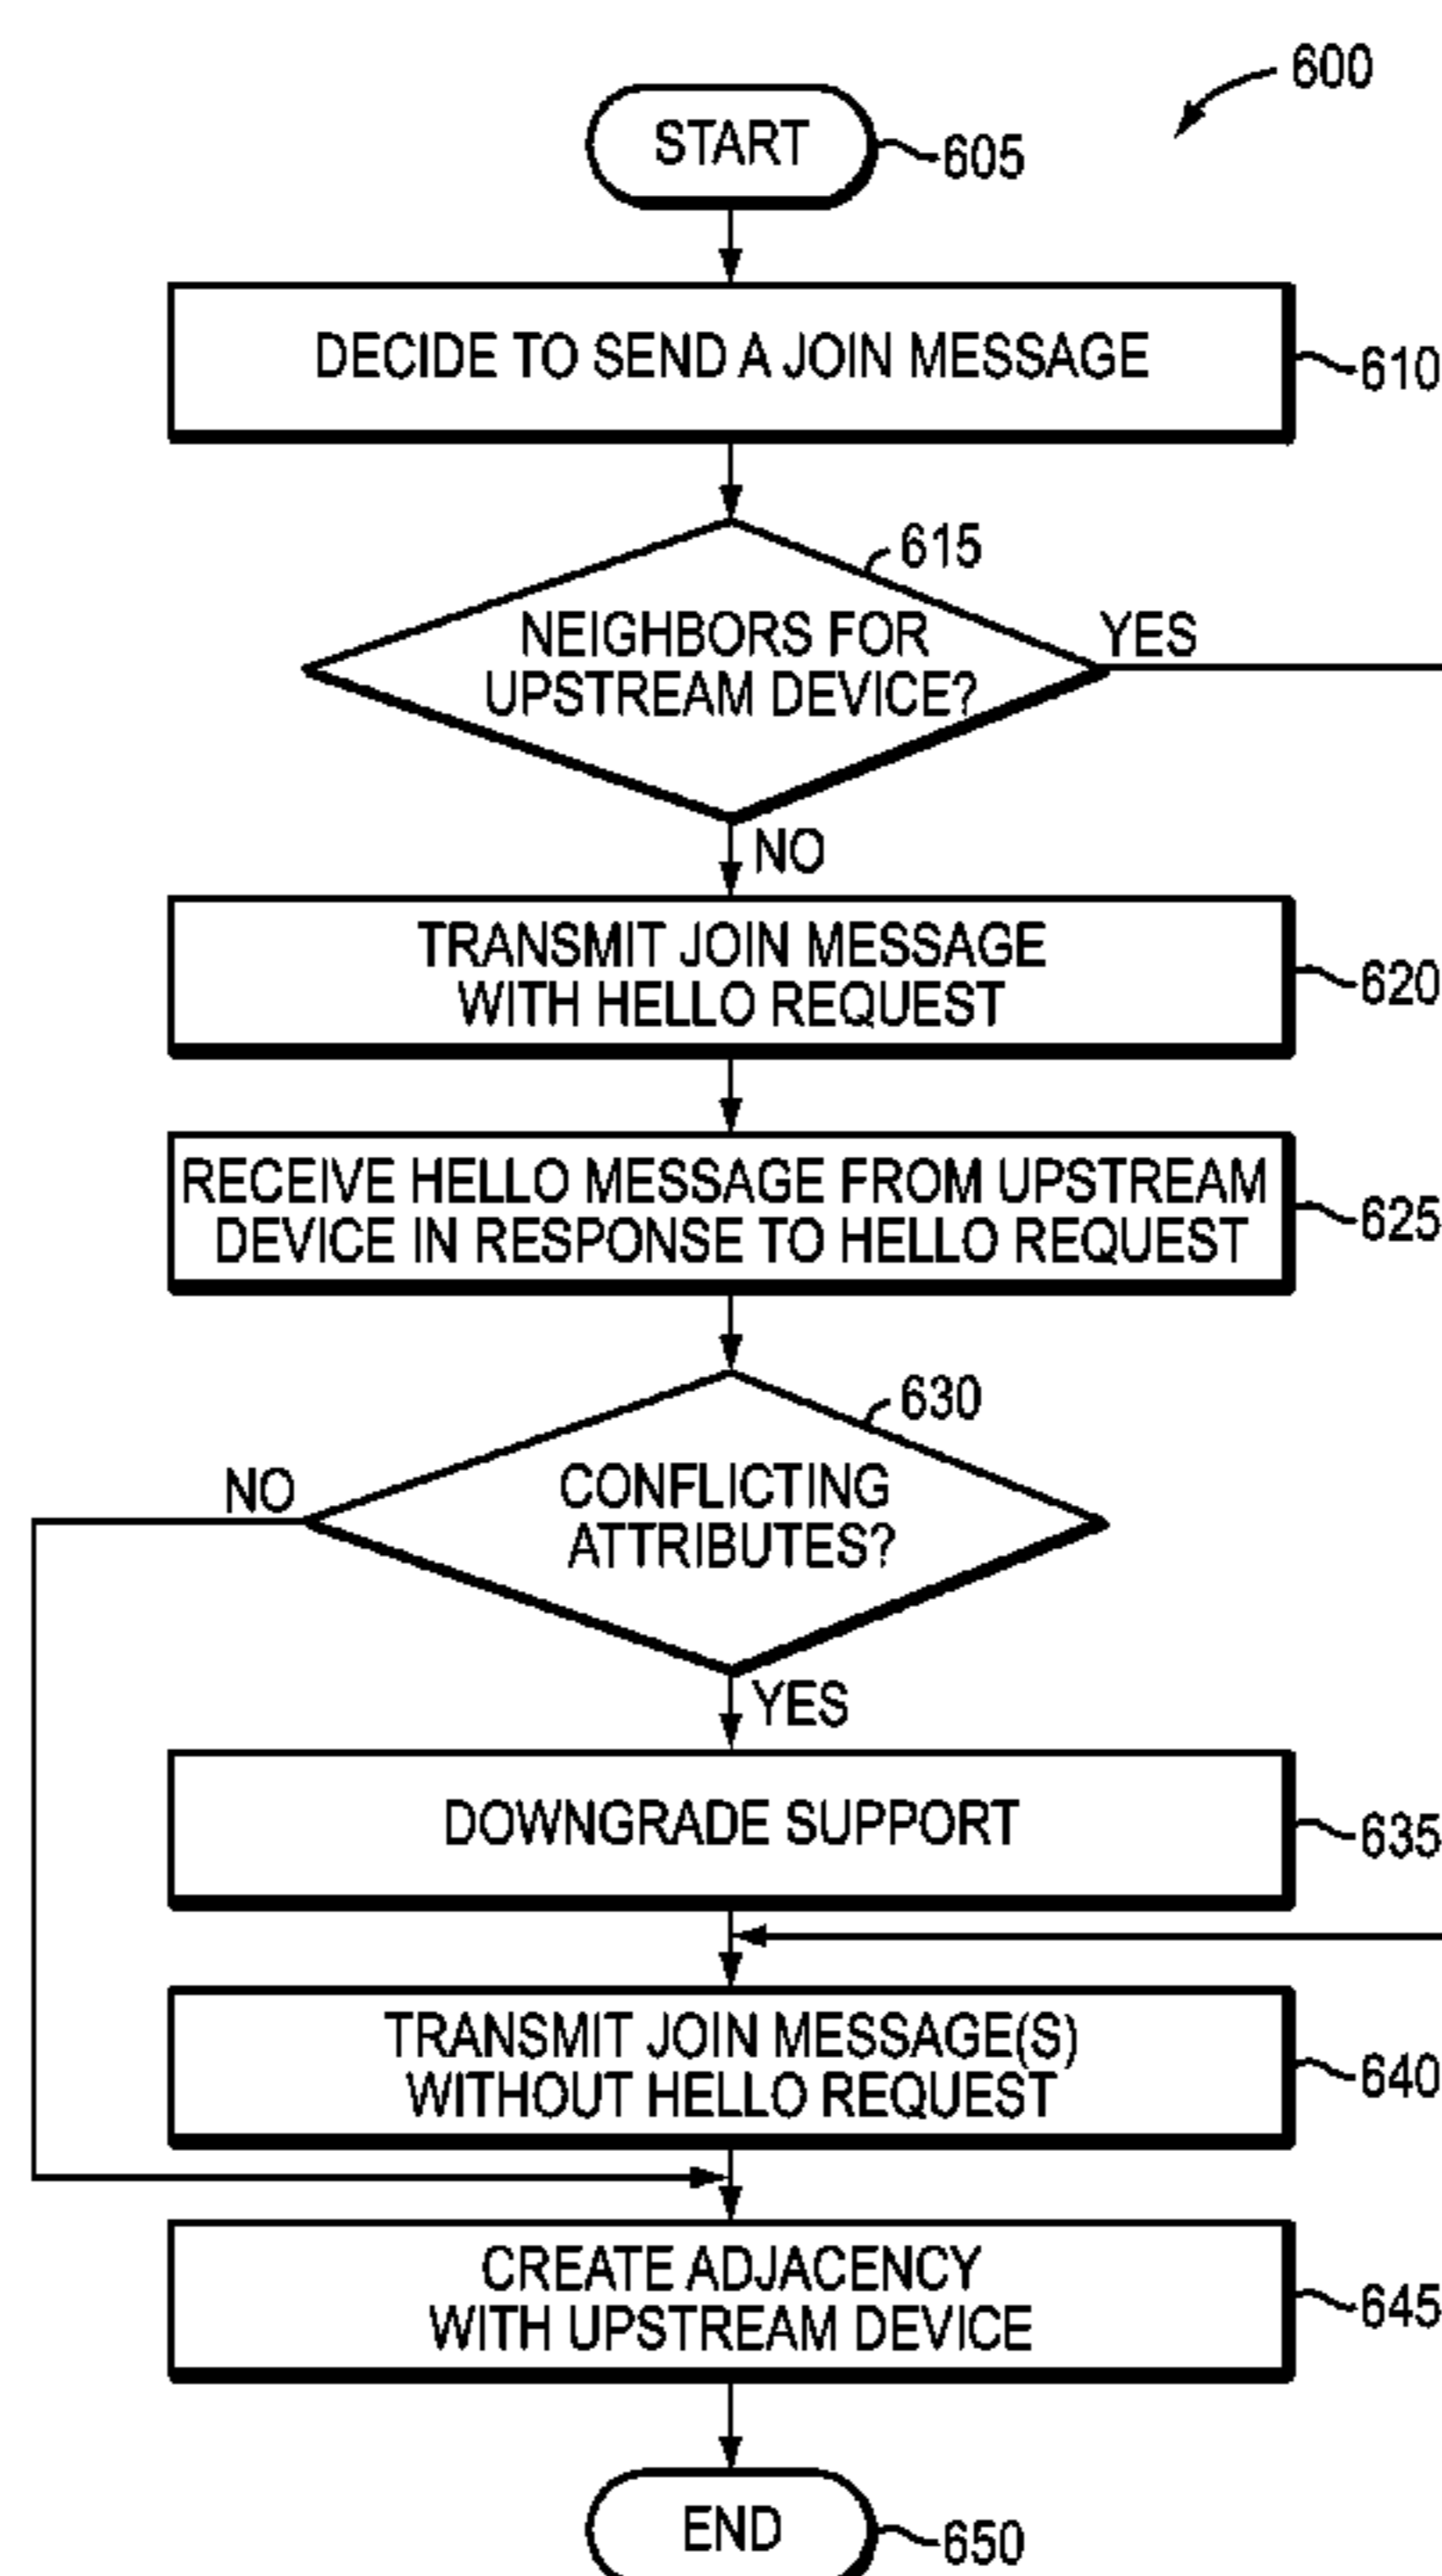 600
START
605
DECIDE TO SEND A JOIN MESSAGE
610
615
NEIGHBORS FOR
UPSTREAM DEVICE?
YES
NO
TRANSMIT JOIN MESSAGE
WITH HELLO REQUEST
620
RECEIVE HELLO MESSAGE FROM UPSTREAM
DEVICE IN RESPONSE TO HELLO REQUEST
625
630
CONFLICTING
ATTRIBUTES?
NO
YES
DOWNGRADE SUPPORT
635
TRANSMIT JOIN MESSAGE(S)
WITHOUT HELLO REQUEST
640
CREATE ADJACENCY
WITH UPSTREAM DEVICE
645
END
650